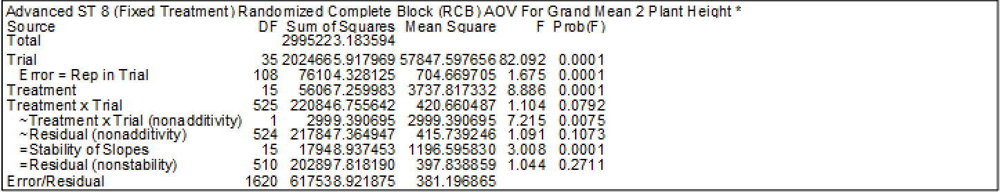 Advanced ST 8 (Fixed Treatment) Randomized Complete Block (RCB) AOV For Grand Mean 2 Plant Height *
Source DF Sum of Squares Mean Square F Prob(F)
Total 2995223.183594
Trial 35 2024665.917969 57847.597656 82.092 0.0001
Error = Rep in Trial 108 76104.328125 704.669705 1.675 0.0001
Treatment 15 56067.259983 3737.817332 8.886 0.0001
Treatment x Trial 525 220846.755642 420.660487 1.104 0.0792
~Treatment x Trial (nonadditivity) 1 2999.390695 2999.390695 7.215 0.0075
~Residual (nonadditivity) 524 217847.364947 415.739246 1.091 0.1073
=Stability of Slopes 15 17948.937453 1196.595830 3.008 0.0001
=Residual (nonstability) 510 202897.818190 397.838859 1.044 0.2711
Error/Residual 1620 617538.921875 381.196865